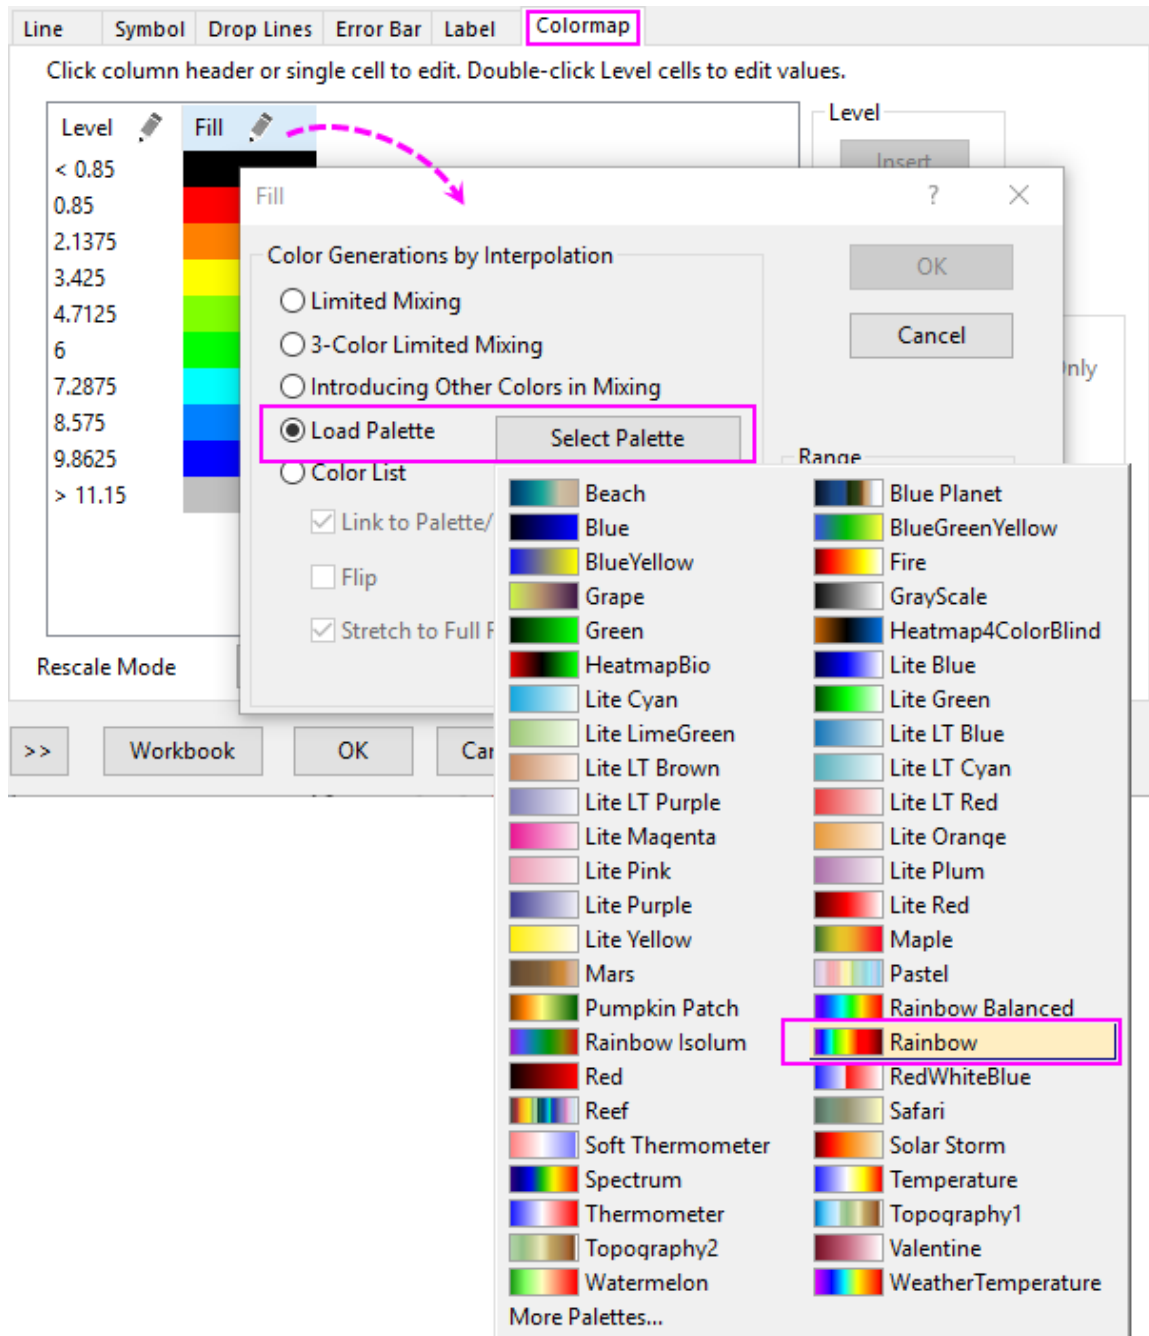 Line Symbol Drop Lines Error Bar Label Colormap
Click column header or single cell to edit. Double-click Level cells to edit values.
Level Fill
Level
Insert
< 0.85
0.85
2.1375
3.425
4.7125
6
7.2875
8.575
9.8625
> 11.15
Fill ? ×
Color Generations by Interpolation
OK
Limited Mixing
Cancel
3-Color Limited Mixing
Introducing Other Colors in Mixing
Load Palette Select Palette
Range
Color List
Link to Palette/
Flip
Stretch to Full
Rescale Mode
>> Workbook OK
Beach Blue Planet
Blue BlueGreenYellow
BlueYellow Fire
Grape GrayScale
Green Heatmap4ColorBlind
HeatmapBio Lite Blue
Lite Cyan Lite Green
Lite LimeGreen Lite LT Blue
Lite LT Brown Lite LT Cyan
Lite LT Purple Lite LT Red
Lite Magenta Lite Orange
Lite Pink Lite Plum
Lite Purple Lite Red
Lite Yellow Maple
Mars Pastel
Pumpkin Patch Rainbow Balanced
Rainbow Isolum Rainbow
Red RedWhiteBlue
Reef Safari
Soft Thermometer Solar Storm
Spectrum Temperature
Thermometer Topography1
Topography2 Valentine
Watermelon WeatherTemperature
More Palettes...